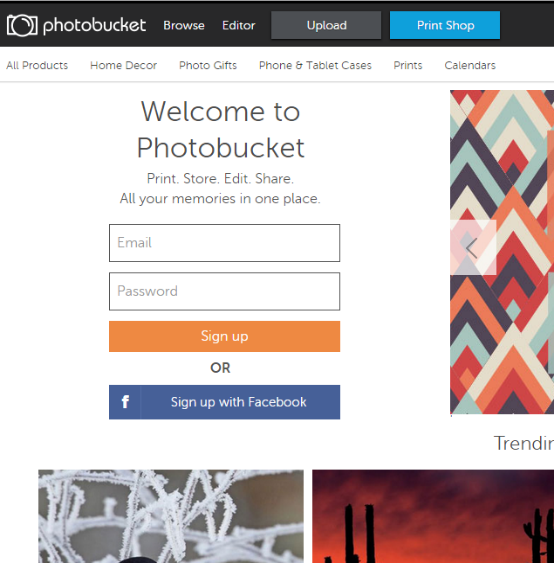 photobucket Browse Editor Upload Print Shop
All Products Home Decor Photo Gifts Phone & Tablet Cases Prints Calendars
Welcome to
Photobucket
Print. Store. Edit. Share.
All your memories in one place.
Email
Password
Sign up
OR
f Sign up with Facebook
Trendin